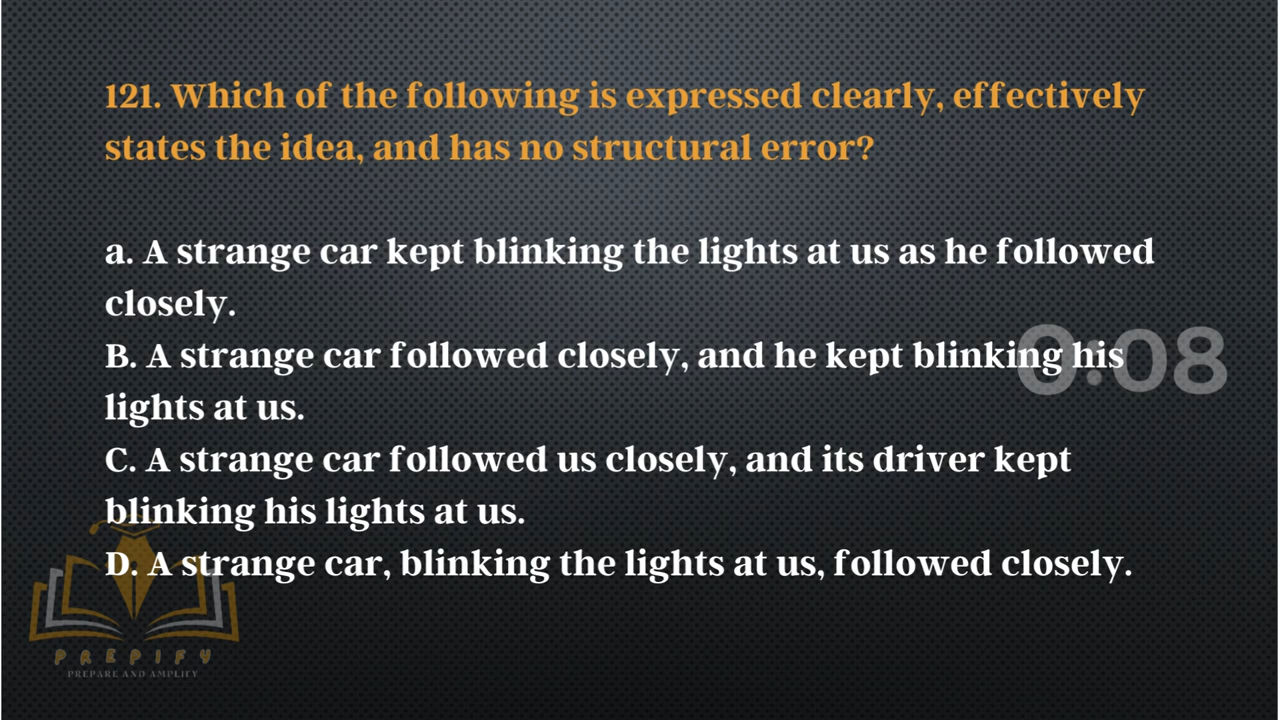 121. Which of the following is expressed clearly, effectively
states the idea, and has no structural error?
a. A strange car kept blinking the lights at us as he followed
closely.
B. A strange car followed closely, and he kept blinking his
lights at us.
C. A strange car followed us closely, and its driver kept
blinking his lights at us.
D. A strange car, blinking the lights at us, followed closely.
0:08
PREPIFY
PREPARE AND AMPLIFY